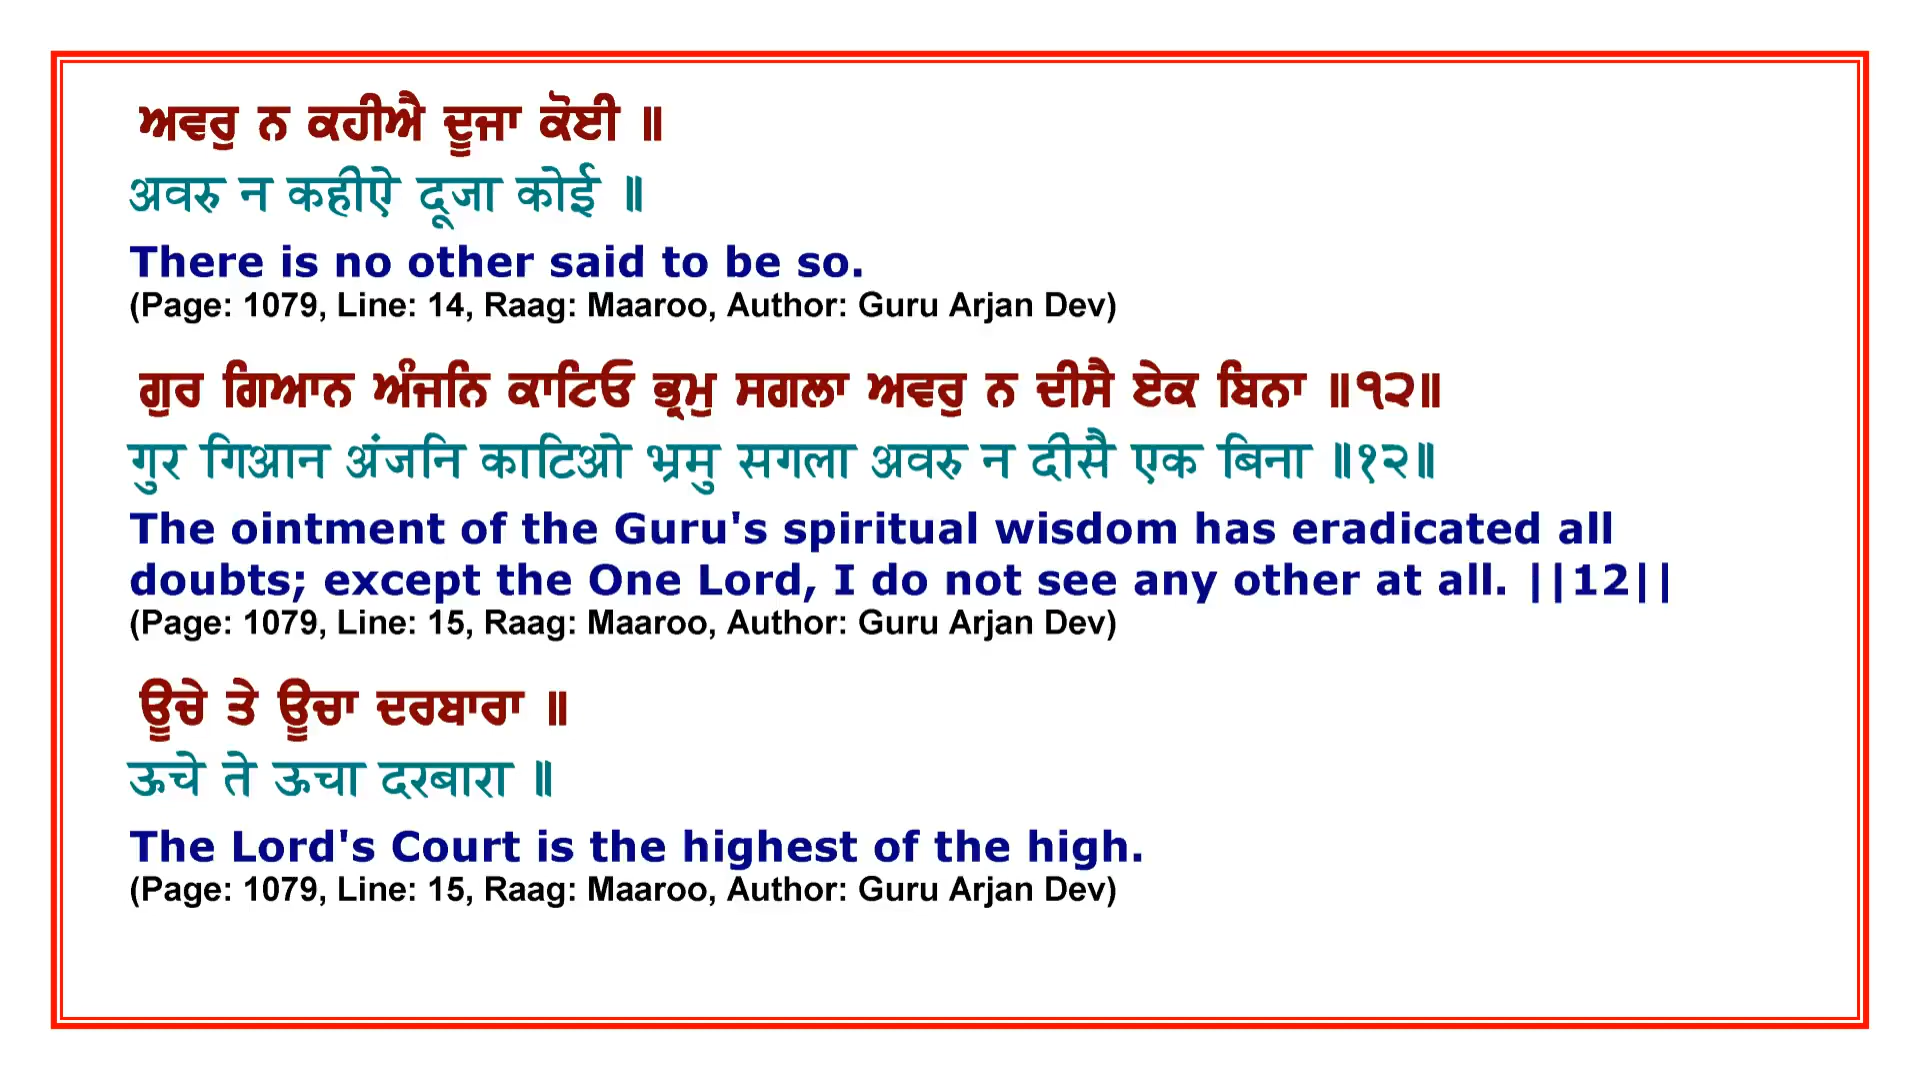 ਅਵਰੁ ਨ ਕਹੀਐ ਦੂਜਾ ਕੋਈ ॥
अवरु न कहीऐ दूजा कोई ॥
There is no other said to be so.
(Page: 1079, Line: 14, Raag: Maaroo, Author: Guru Arjan Dev)
ਗੁਰ ਗਿਆਨ ਅੰਜਨਿ ਕਾਟਿਓ ਭ੍ਰਮੁ ਸਗਲਾ ਅਵਰੁ ਨ ਦੀਸੈ ਏਕ ਬਿਨਾ ॥੧੨॥
गुर गिआन अंजनि काटिओ भ्रमु सगला अवरु न दीसै एक बिना ॥१२॥
The ointment of the Guru's spiritual wisdom has eradicated all
doubts; except the One Lord, I do not see any other at all. ||12||
(Page: 1079, Line: 15, Raag: Maaroo, Author: Guru Arjan Dev)
ਊਚੇ ਤੇ ਊਚਾ ਦਰਬਾਰਾ ॥
ऊचे ते ऊचा दरबारा ॥
The Lord's Court is the highest of the high.
(Page: 1079, Line: 15, Raag: Maaroo, Author: Guru Arjan Dev)